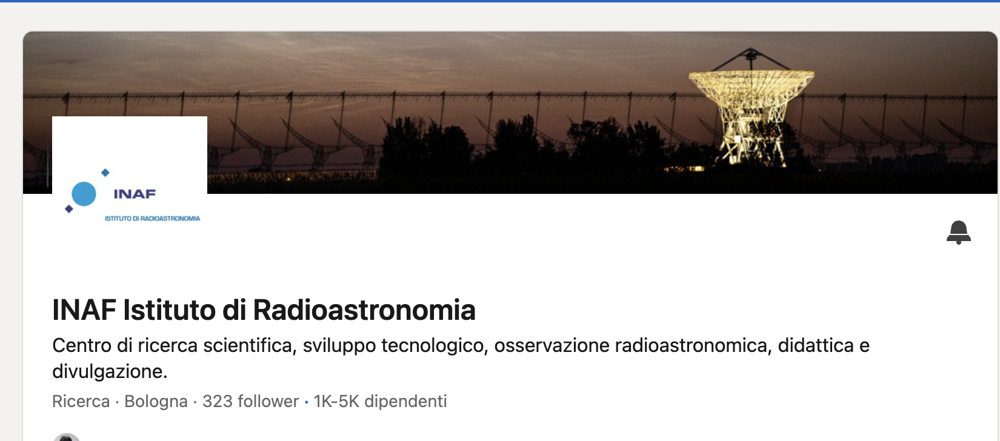 INAF
ISTITUTO DI RADIOASTRONOMIA
INAF Istituto di Radioastronomia
Centro di ricerca scientifica, sviluppo tecnologico, osservazione radioastronomica, didattica e
divulgazione.
Ricerca · Bologna · 323 follower · 1K-5K dipendenti